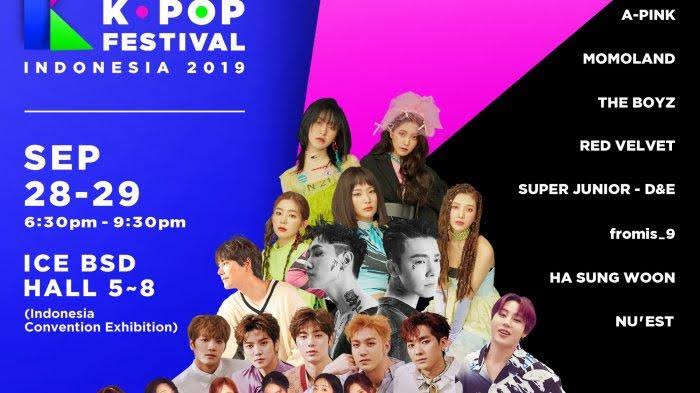 K·POP
FESTIVAL
INDONESIA 2019
SEP
28-29
6:30pm - 9:30pm
ICE BSD
HALL 5~8
(Indonesia
Convention Exhibition)
A-PINK
MOMOLAND
THE BOYZ
RED VELVET
SUPER JUNIOR - D&E
fromis_9
HA SUNG WOON
NU'EST